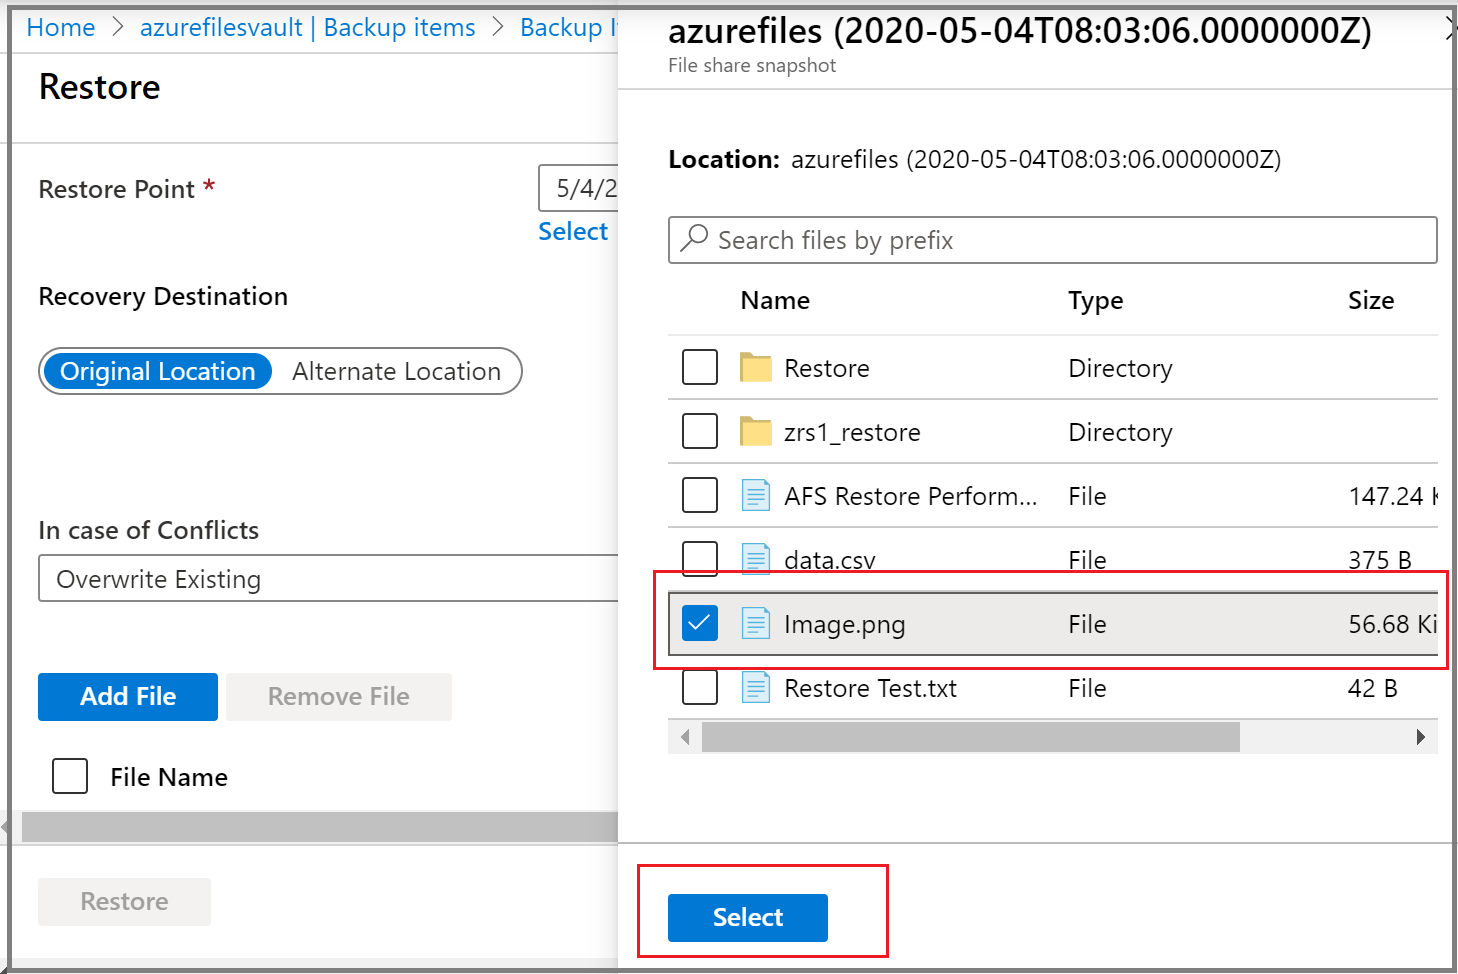 Home > azurefilesvault | Backup items > Backup I
Restore
Restore Point *
5/4/2
Select
Recovery Destination
Original Location Alternate Location
In case of Conflicts
Overwrite Existing
Add File Remove File
File Name
Restore
azurefiles (2020-05-04T08:03:06.0000000Z)
File share snapshot
Location: azurefiles (2020-05-04T08:03:06.0000000Z)
Search files by prefix
Name Type Size
Restore Directory
zrs1_restore Directory
AFS Restore Perform... File 147.24 K
data.csv File 375 B
Image.png File 56.68 Ki
Restore Test.txt File 42 B
Select